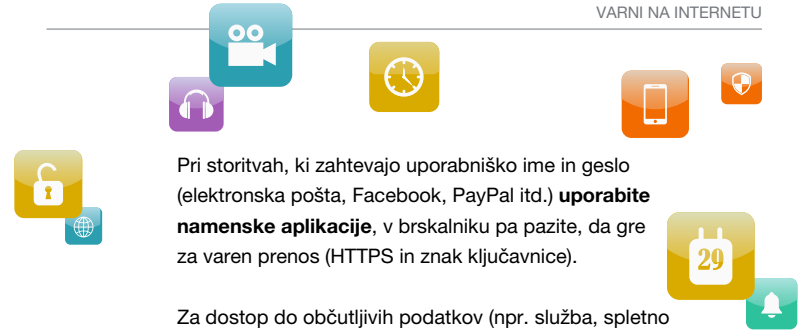 VARNI NA INTERNETU
Pri storitvah, ki zahtevajo uporabniško ime in geslo
(elektronska pošta, Facebook, PayPal itd.) uporabite
namenske aplikacije, v brskalniku pa pazite, da gre
za varen prenos (HTTPS in znak ključavnice).
29
Za dostop do občutljivih podatkov (npr. služba, spletno